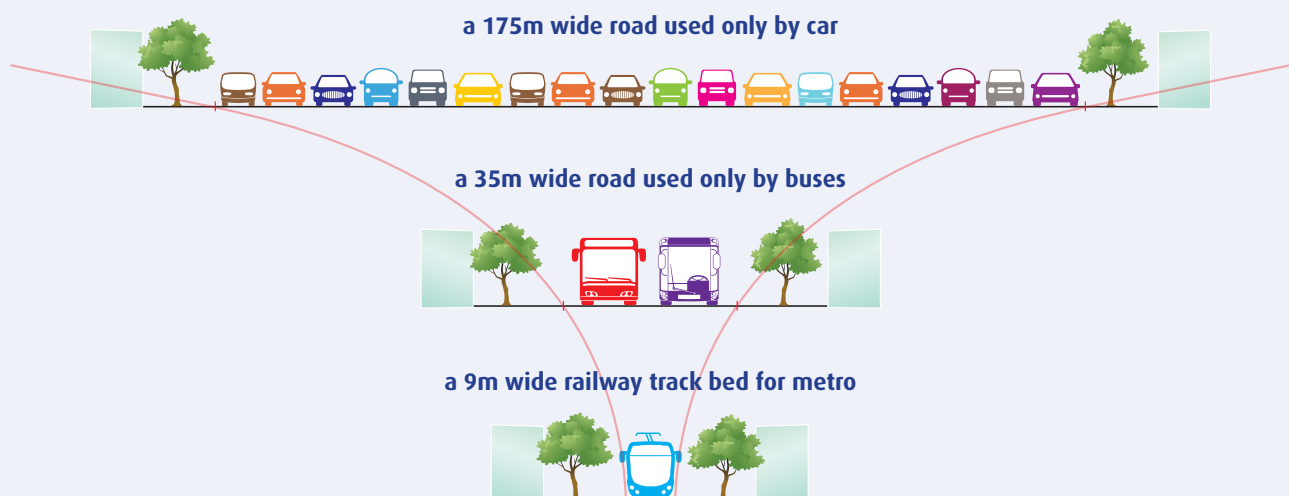 a 175m wide road used only by car
a 35m wide road used only by buses
a 9m wide railway track bed for metro